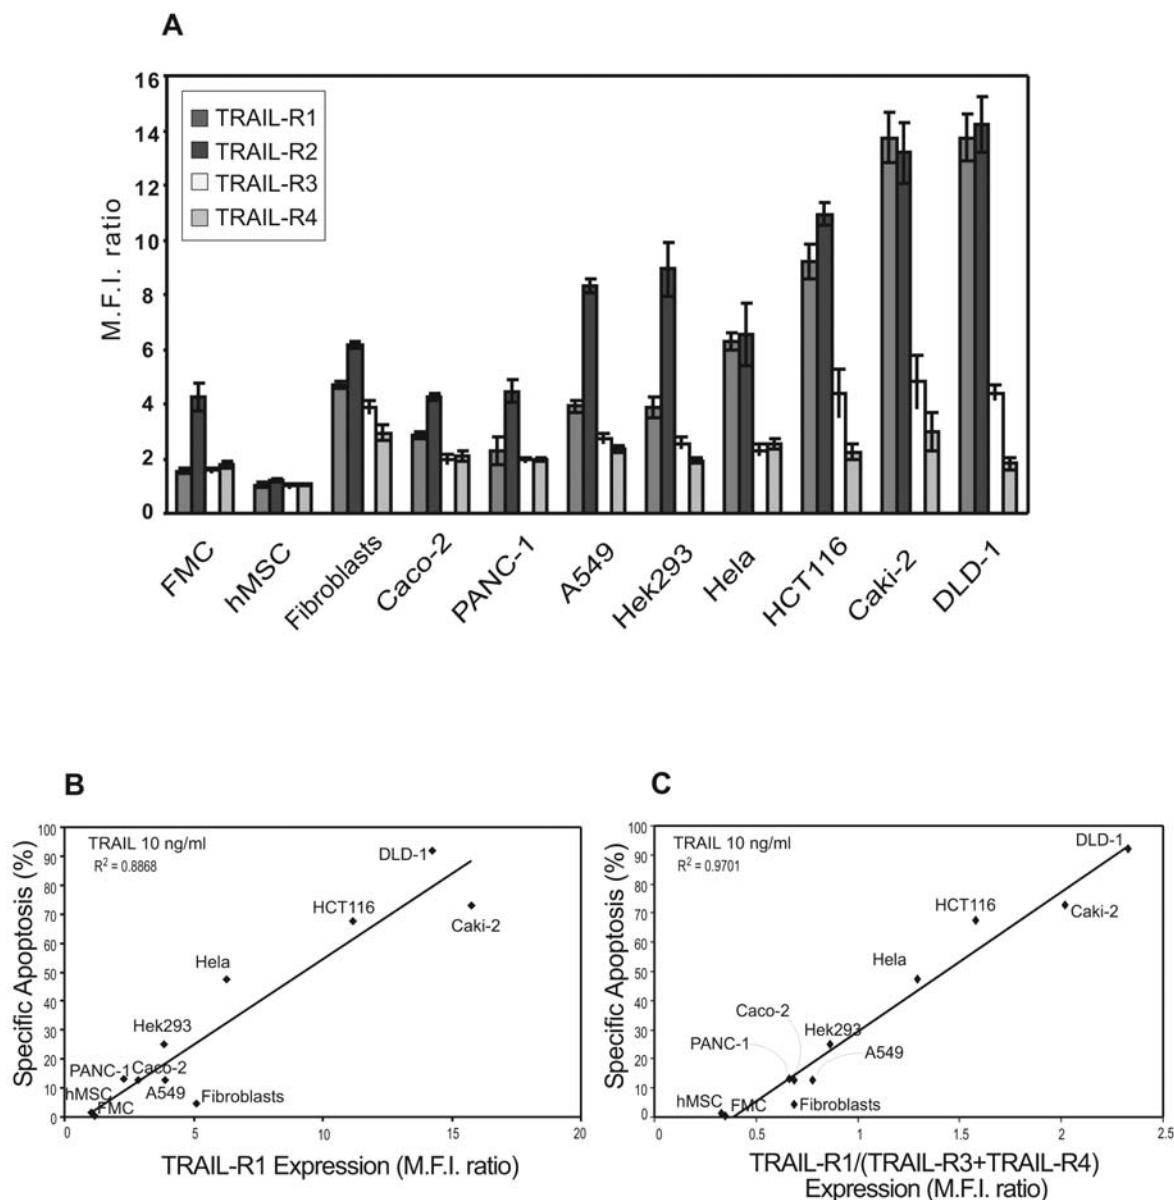 A
16
14
12
10
8
6
4
2
0
M.F.I. ratio
TRAIL-R1
TRAIL-R2
TRAIL-R3
TRAIL-R4
FMC
hMSC
Fibroblasts
Caco-2
PANC-1
A549
Hek293
Hela
HCT116
Caki-2
DLD-1
B
100
90
80
70
60
50
40
30
20
10
0
Specific Apoptosis (%)
TRAIL 10 ng/ml
R² = 0.8868
DLD-1
Caki-2
HCT116
Hela
Hek293
PANC-1
Caco-2
A549
Fibroblasts
hMSC
FMC
0 5 10 15 20
TRAIL-R1 Expression (M.F.I. ratio)
C
100
90
80
70
60
50
40
30
20
10
0
Specific Apoptosis (%)
TRAIL 10 ng/ml
R² = 0.9701
DLD-1
Caki-2
HCT116
Hela
Caco-2
Hek293
PANC-1
A549
Fibroblasts
hMSC
FMC
0 0.5 1 1.5 2 2.5
TRAIL-R1/(TRAIL-R3+TRAIL-R4)
Expression (M.F.I. ratio)